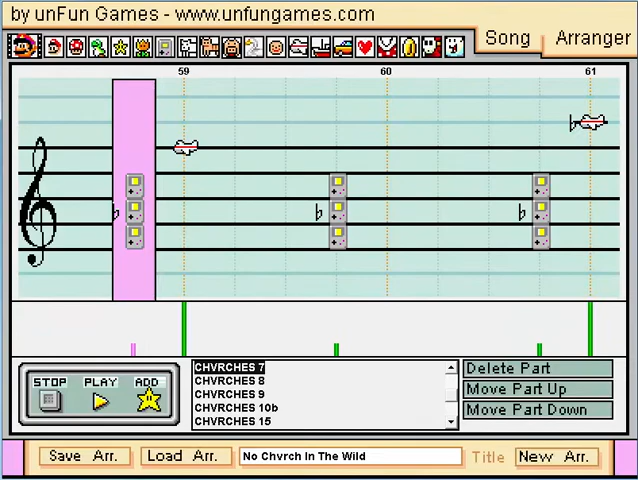 by unFun Games - www.unfungames.com
Song
Arranger
59
60
61
STOP
PLAY
ADD
CHVRCHES 7
CHVRCHES 8
CHVRCHES 9
CHVRCHES 10b
CHVRCHES 15
Delete Part
Move Part Up
Move Part Down
Save Arr.
Load Arr.
No Chvrch In The Wild
Title
New Arr.